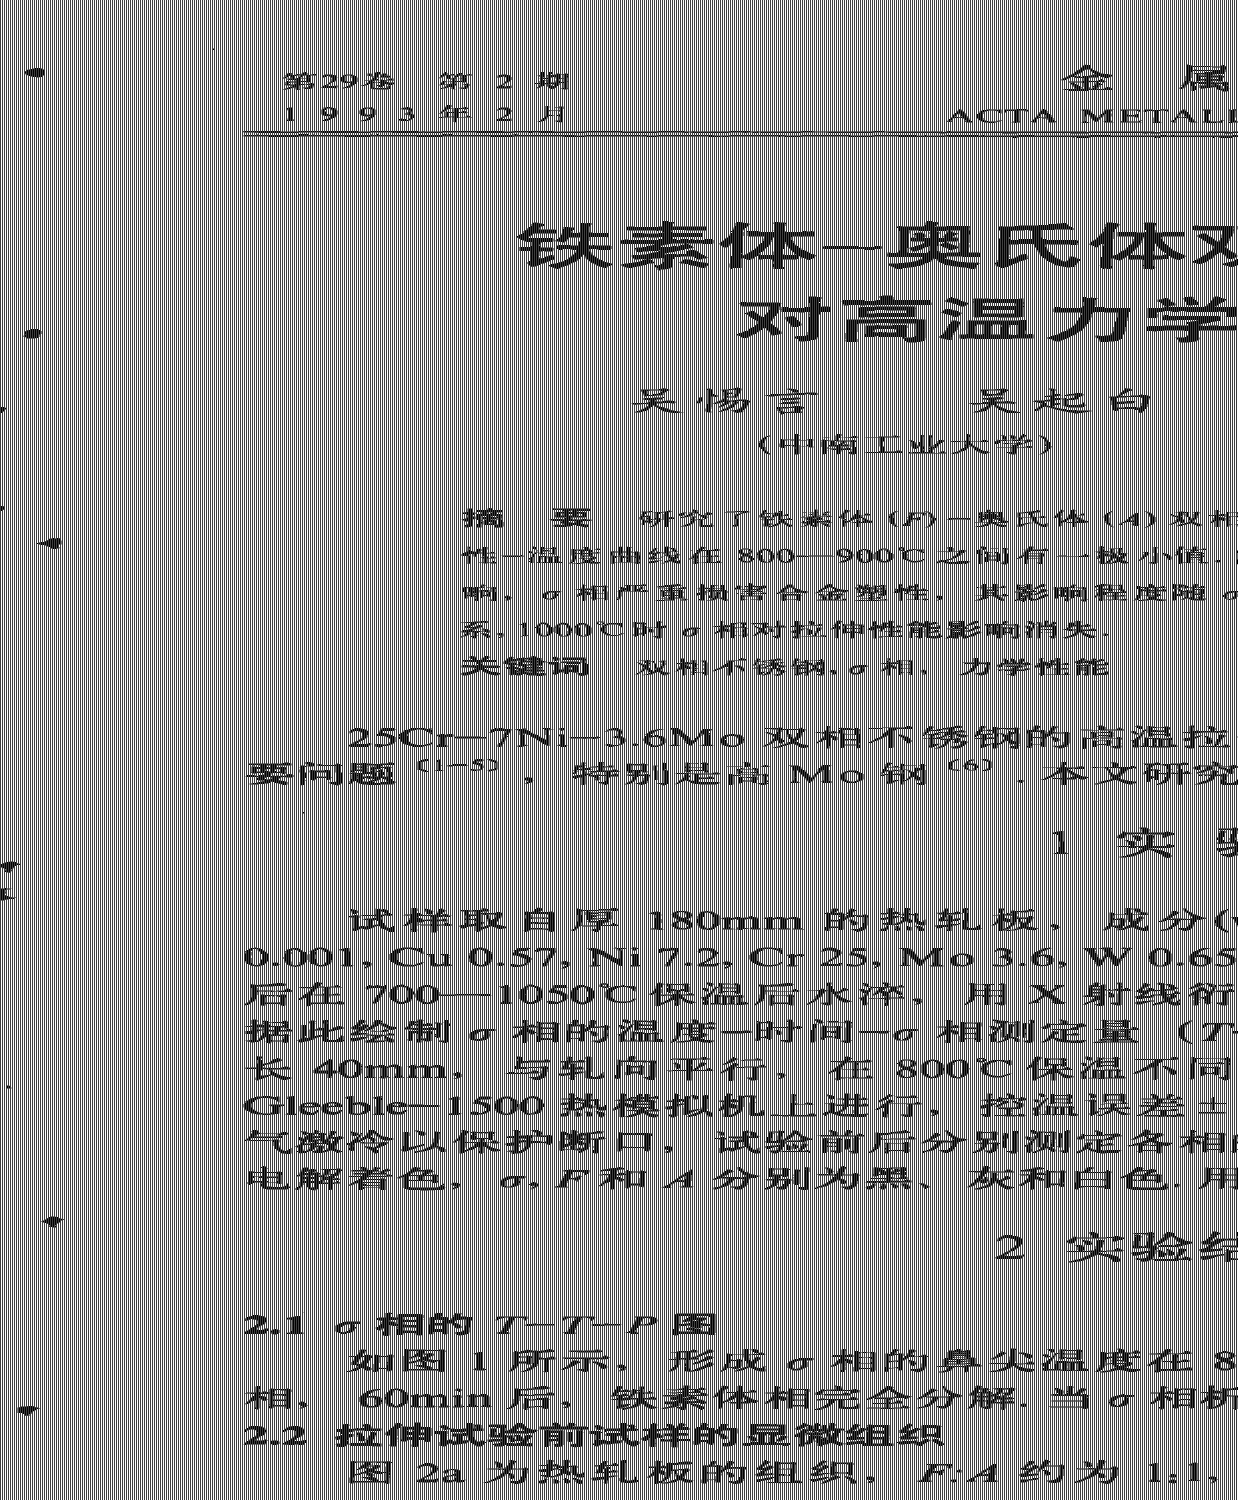 第29卷 第 2 期 金 属
1 9 9 3 年 2 月 ACTA METALL
铁素体—奥氏体双
对高温力学
吴惕言 吴起白
(中南工业大学)
摘 要 研究了铁素体 (F) —奥氏体 (A) 双相
性—温度曲线在 800—900℃ 之间有一极小值.
响, σ 相严重损害合金塑性, 其影响程度随 σ
系, 1000℃ 时 σ 相对拉伸性能影响消失.
关键词 双相不锈钢, σ 相, 力学性能
25Cr—7Ni—3.6Mo 双相不锈钢的高温拉
要问题 (1—5) , 特别是高 Mo 钢 (6) . 本文研究
1 实 验
试样取自厚 180mm 的热轧板, 成分(
0.001, Cu 0.57, Ni 7.2, Cr 25, Mo 3.6, W 0.65
后在 700—1050℃ 保温后水淬, 用 X 射线衍
据此绘制 σ 相的温度—时间—σ 相测定量 (T-
长 40mm, 与轧向平行, 在 800℃ 保温不同
Gleeble—1500 热模拟机上进行, 控温误差 ±
气激冷以保护断口, 试验前后分别测定各相的
电解着色, σ, F 和 A 分别为黑、灰和白色. 用
2 实验结
2.1 σ 相的 T—T—P 图
如图 1 所示, 形成 σ 相的鼻尖温度在 8
相, 60min 后, 铁素体相完全分解. 当 σ 相析
2.2 拉伸试验前试样的显微组织
图 2a 为热轧板的组织, F:A 约为 1:1,